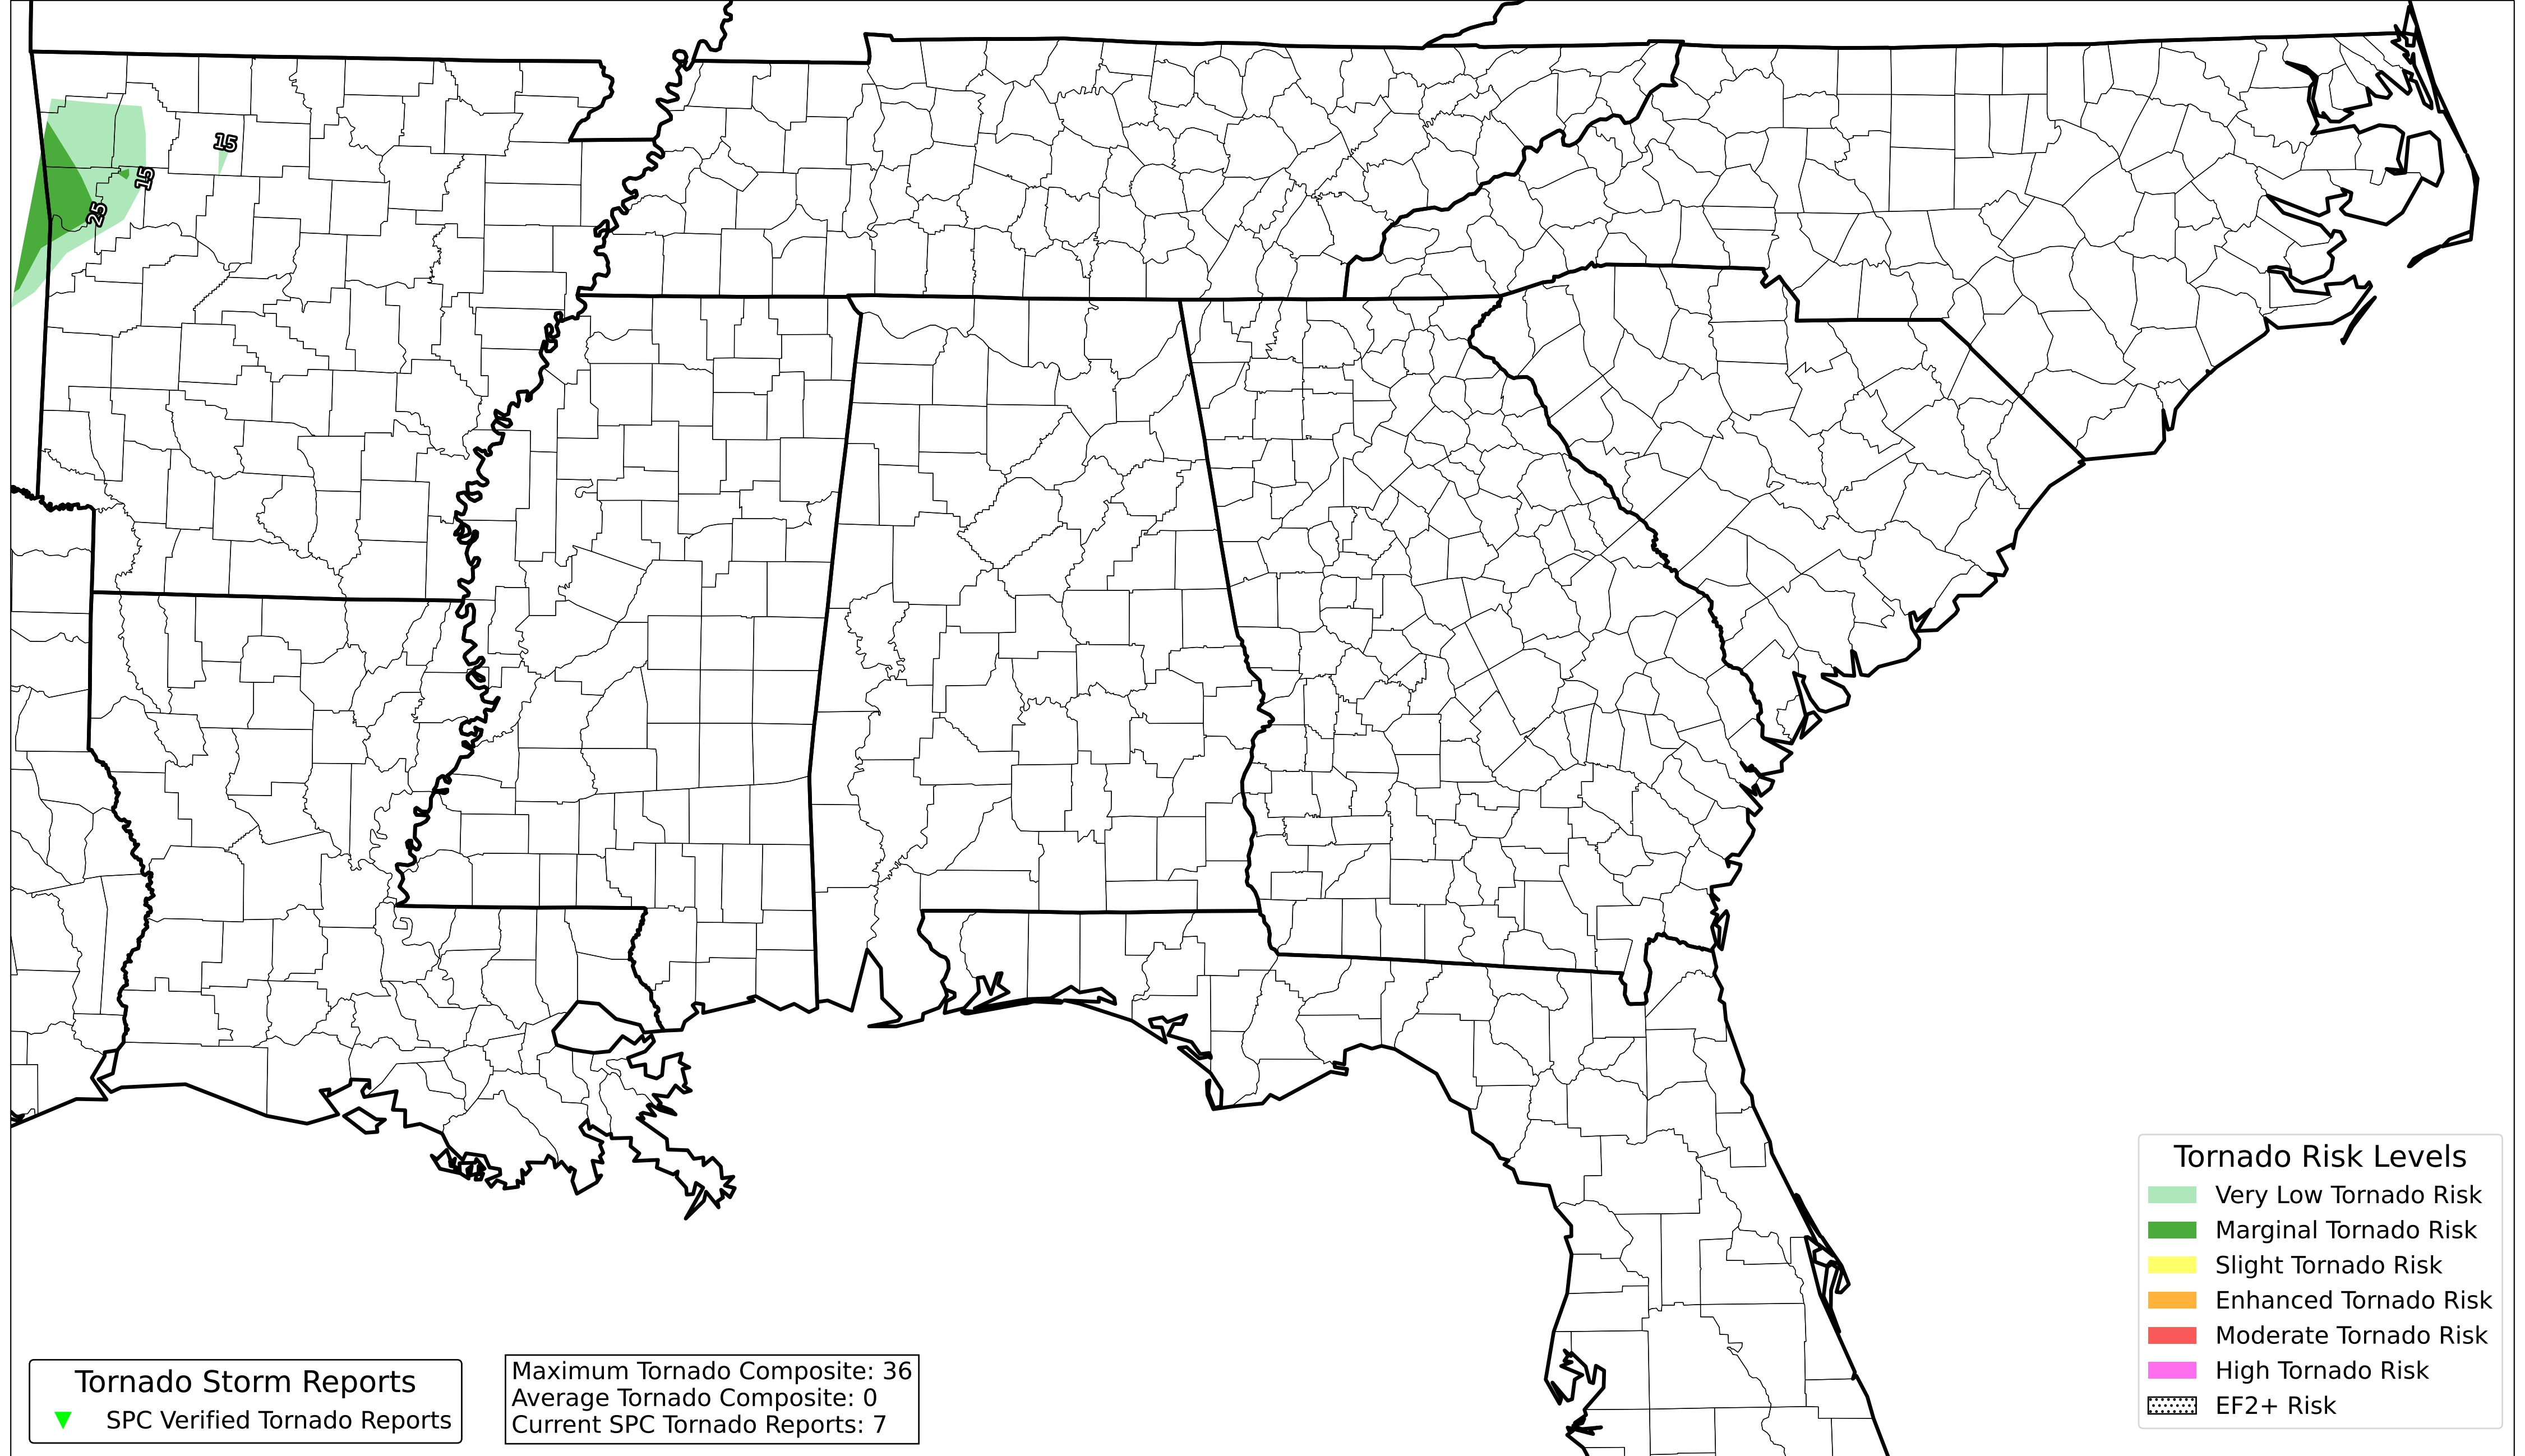 15
15
25
Tornado Risk Levels
Very Low Tornado Risk
Marginal Tornado Risk
Slight Tornado Risk
Enhanced Tornado Risk
Moderate Tornado Risk
High Tornado Risk
EF2+ Risk
Tornado Storm Reports
SPC Verified Tornado Reports
Maximum Tornado Composite: 36
Average Tornado Composite: 0
Current SPC Tornado Reports: 7